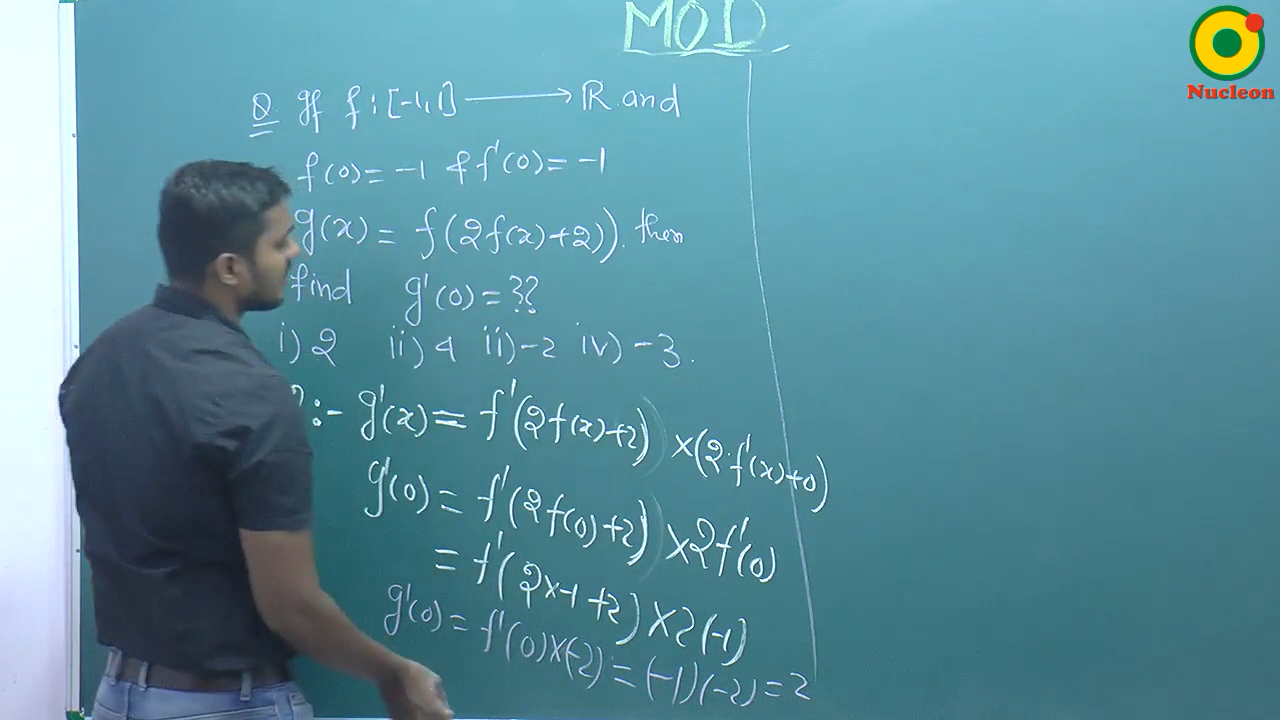 MOD
Nucleon
Q If f : [-1, 1] ⟶ ℝ and
f(0) = -1 & f'(0) = -1
g(x) = f(2f(x)+2)). then
find g'(0) = ??
i) 2 ii) 4 ii) -2 iv) -3.
:- g'(x) = f'(2f(x)+2) ×(2·f'(x)+0)
g'(0) = f'(2f(0)+2) ×2f'(0)
= f'(2×-1+2) ×2(-1)
g'(0) = f'(0)×(-2) = (-1)(-2) = 2